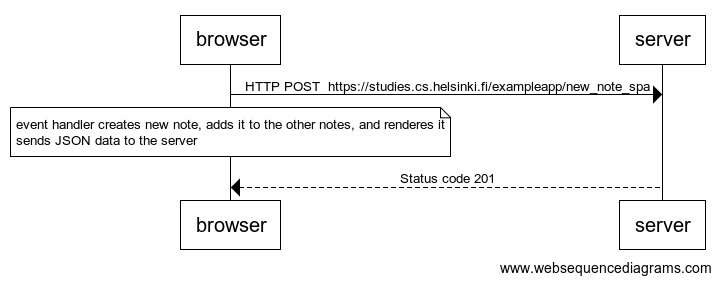 browser
server
HTTP POST  https://studies.cs.helsinki.fi/exampleapp/new_note_spa
event handler creates new note, adds it to the other notes, and renderes it
sends JSON data to the server
Status code 201
browser
server
www.websequencediagrams.com